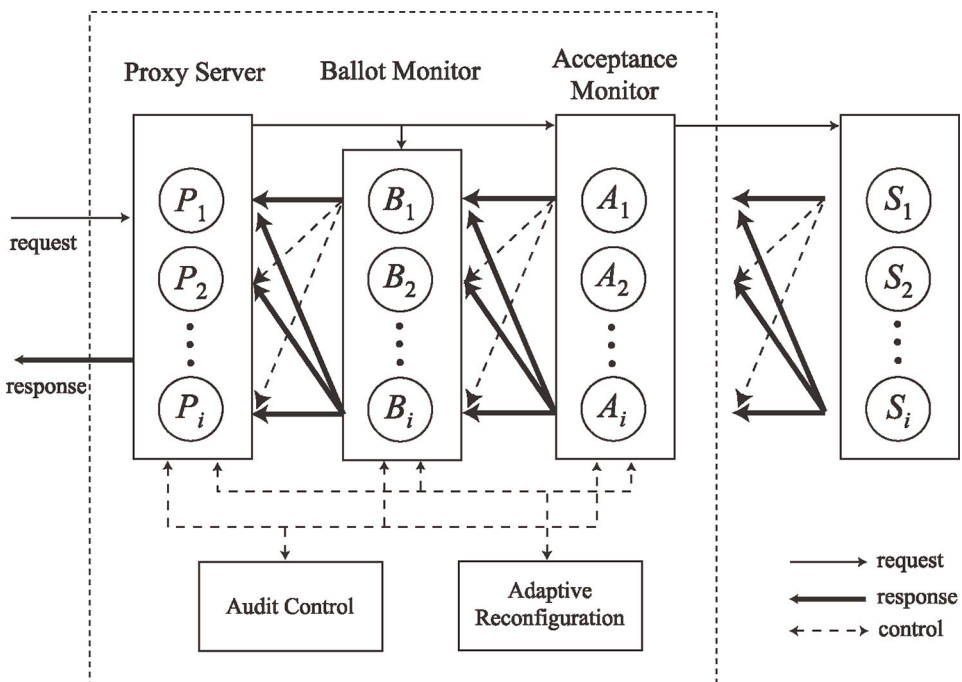 Proxy Server
Ballot Monitor
Acceptance
Monitor
request
response
P1
P2
Pi
B1
B2
Bi
A1
A2
Ai
S1
S2
Si
Audit Control
Adaptive
Reconfiguration
request
response
control